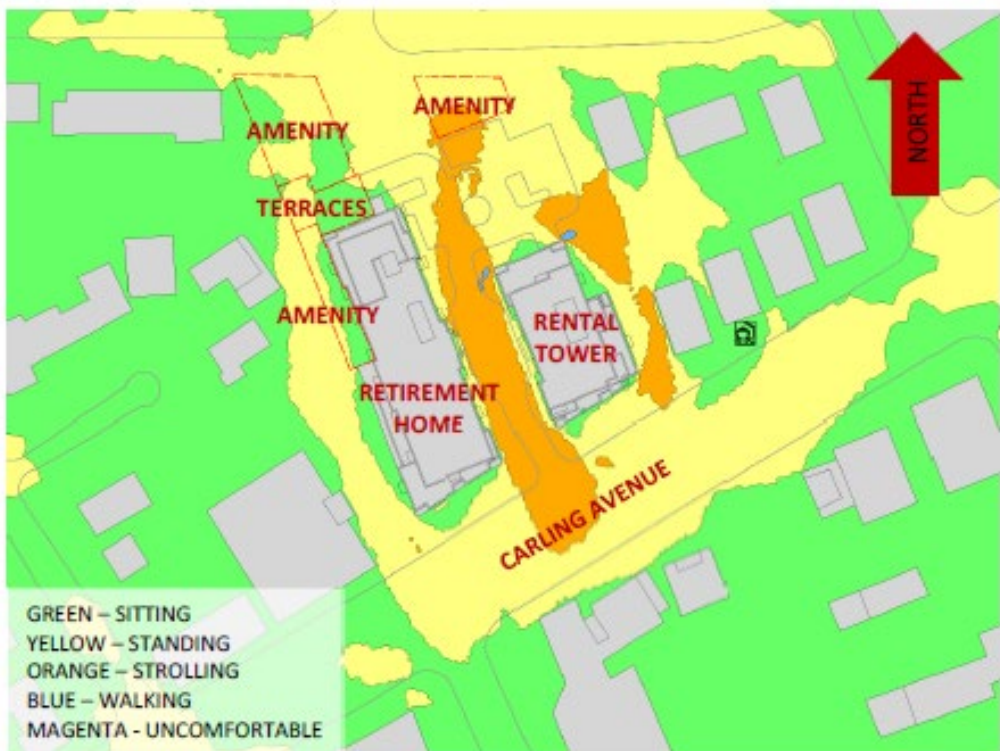 AMENITY
AMENITY
NORTH
TERRACES
AMENITY
RENTAL
TOWER
RETIREMENT
HOME
CARLING AVENUE
GREEN – SITTING
YELLOW – STANDING
ORANGE – STROLLING
BLUE – WALKING
MAGENTA - UNCOMFORTABLE